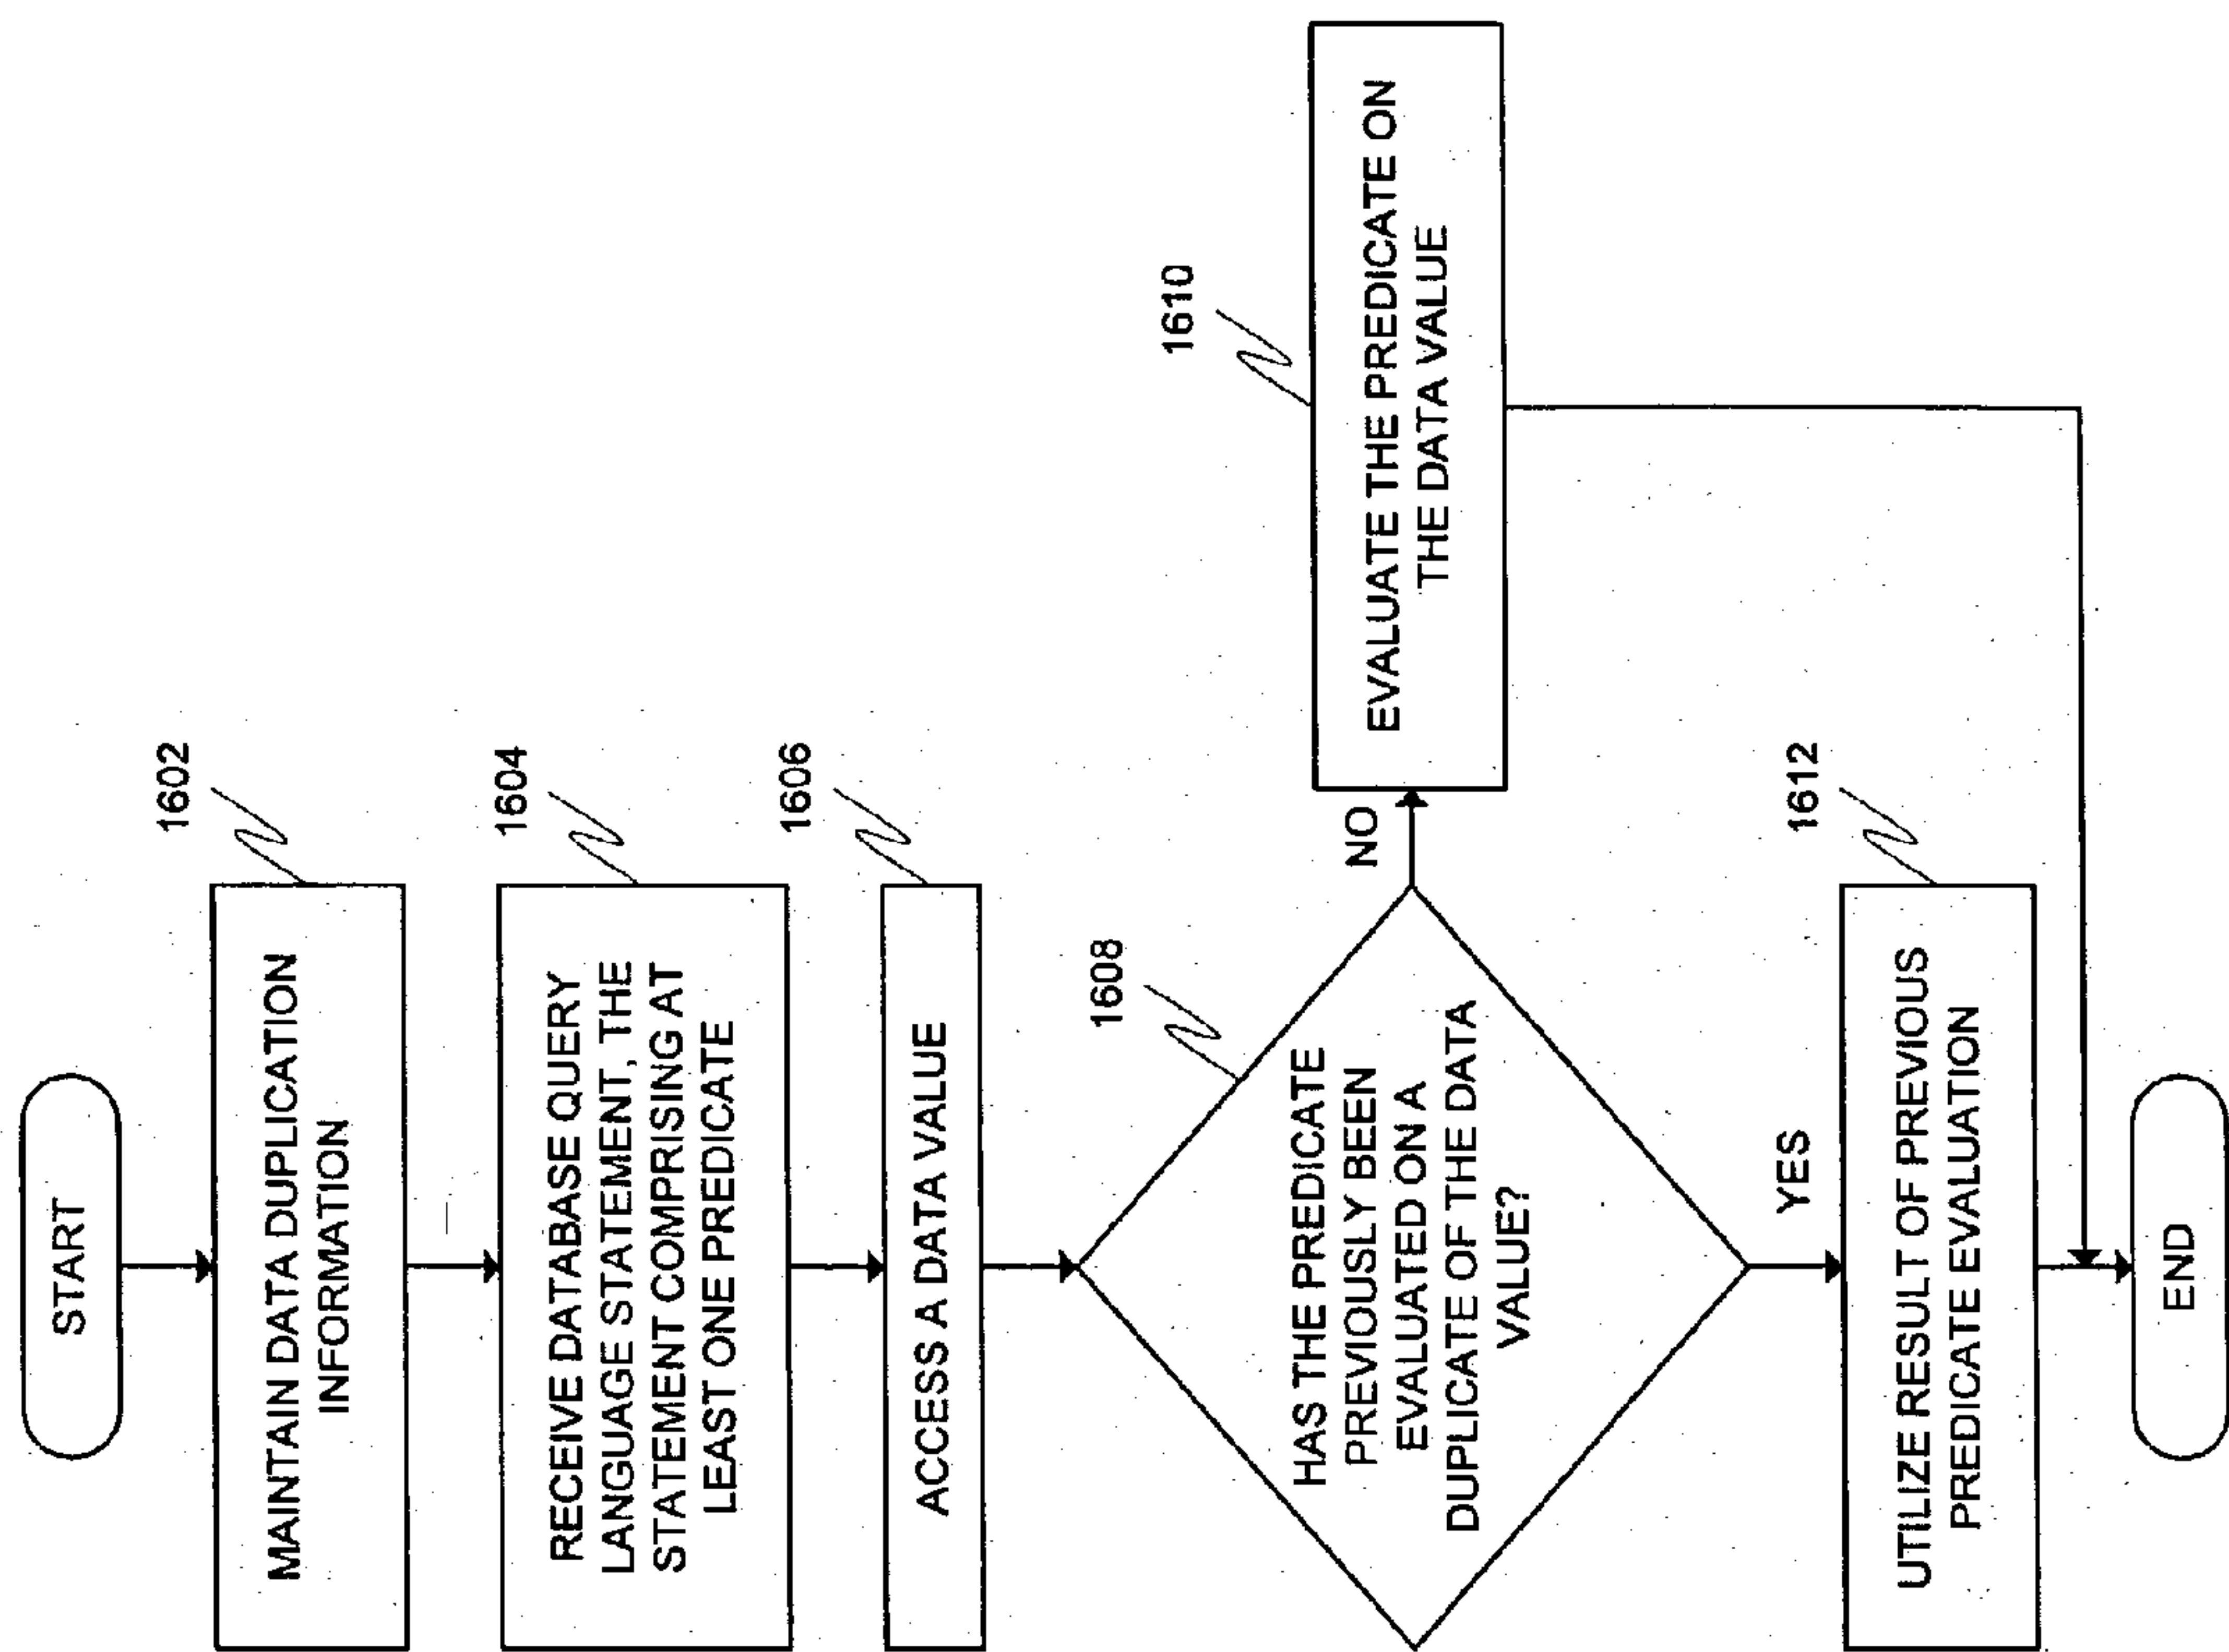 START
1602
MAINTAIN DATA DUPLICATION
INFORMATION
1604
RECEIVE DATABASE QUERY
LANGUAGE STATEMENT, THE
STATEMENT COMPRISING AT
LEAST ONE PREDICATE
1606
ACCESS A DATA VALUE
1608
HAS THE PREDICATE
PREVIOUSLY BEEN
EVALUATED ON A
DUPLICATE OF THE DATA
VALUE?
NO
1610
EVALUATE THE PREDICATE ON
THE DATA VALUE
YES
1612
UTILIZE RESULT OF PREVIOUS
PREDICATE EVALUATION
END